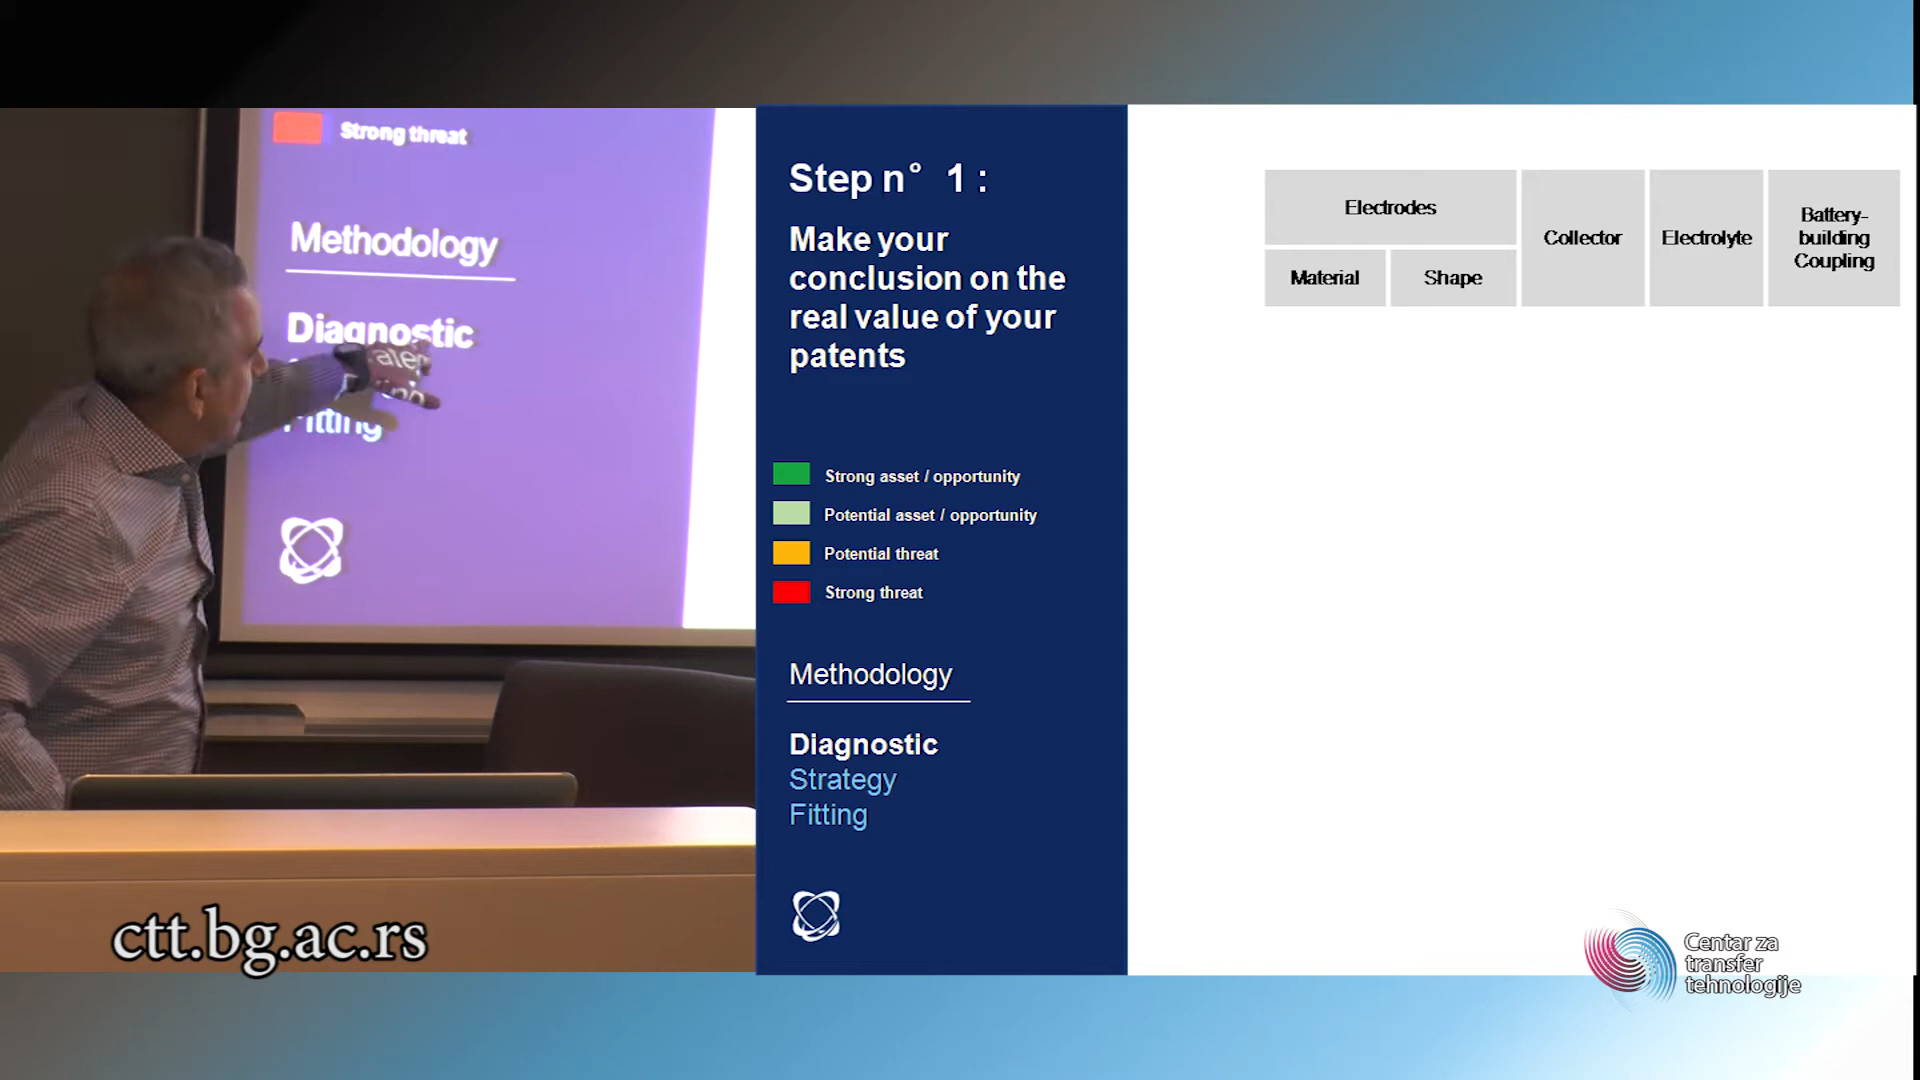 Strong threat
Methodology
Diagnostic
Fitting
ctt.bg.ac.rs
Step n° 1 :
Make your
conclusion on the
real value of your
patents
Strong asset / opportunity
Potential asset / opportunity
Potential threat
Strong threat
Methodology
Diagnostic
Strategy
Fitting
Electrodes
Material
Shape
Collector
Electrolyte
Battery-
building
Coupling
Centar za
transfer
tehnologije